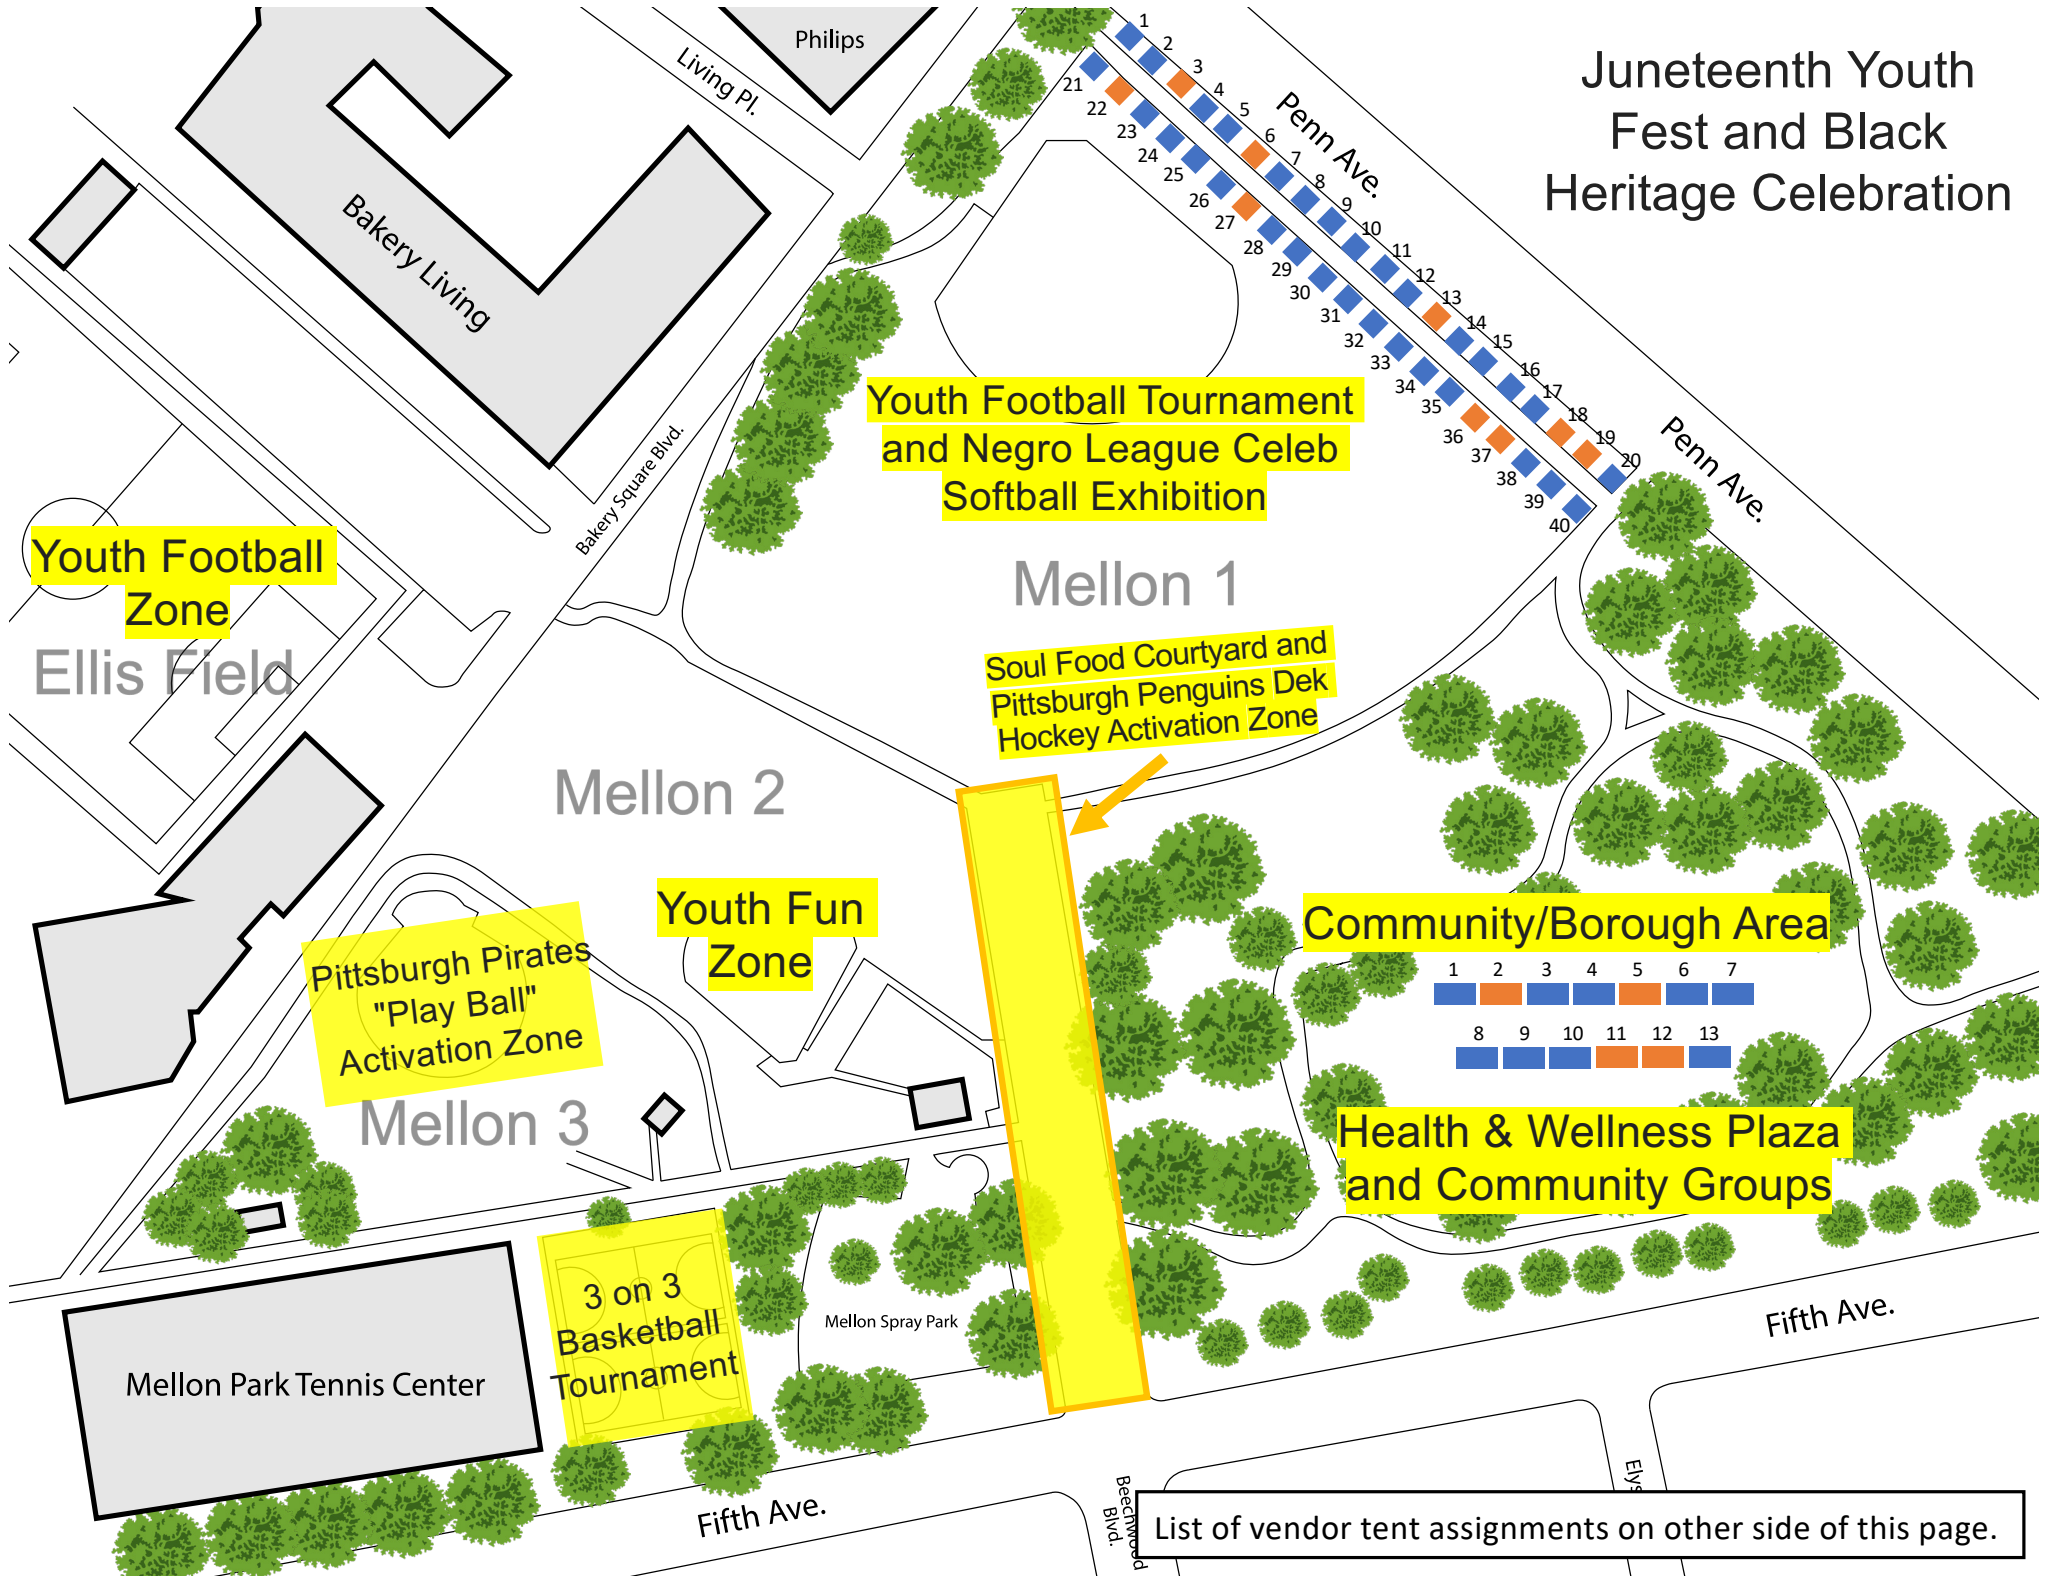 Juneteenth Youth
Fest and Black
Heritage Celebration
Philips
Living Pl.
Bakery Living
Penn Ave.
1
2
3
4
5
6
7
8
9
10
11
12
13
14
15
16
17
18
19
20
21
22
23
24
25
26
27
28
29
30
31
32
33
34
35
36
37
38
39
40
Penn Ave.
Bakery Square Blvd.
Youth Football Tournament
and Negro League Celeb
Softball Exhibition
Mellon 1
Youth Football
Zone
Ellis Field
Soul Food Courtyard and
Pittsburgh Penguins Dek
Hockey Activation Zone
Mellon 2
Youth Fun
Zone
Pittsburgh Pirates
"Play Ball"
Activation Zone
Mellon 3
Community/Borough Area
1 2 3 4 5 6 7
8 9 10 11 12 13
Health & Wellness Plaza
and Community Groups
3 on 3
Basketball
Tournament
Mellon Spray Park
Mellon Park Tennis Center
Fifth Ave.
Fifth Ave.
Beechwood
Blvd.
List of vendor tent assignments on other side of this page.